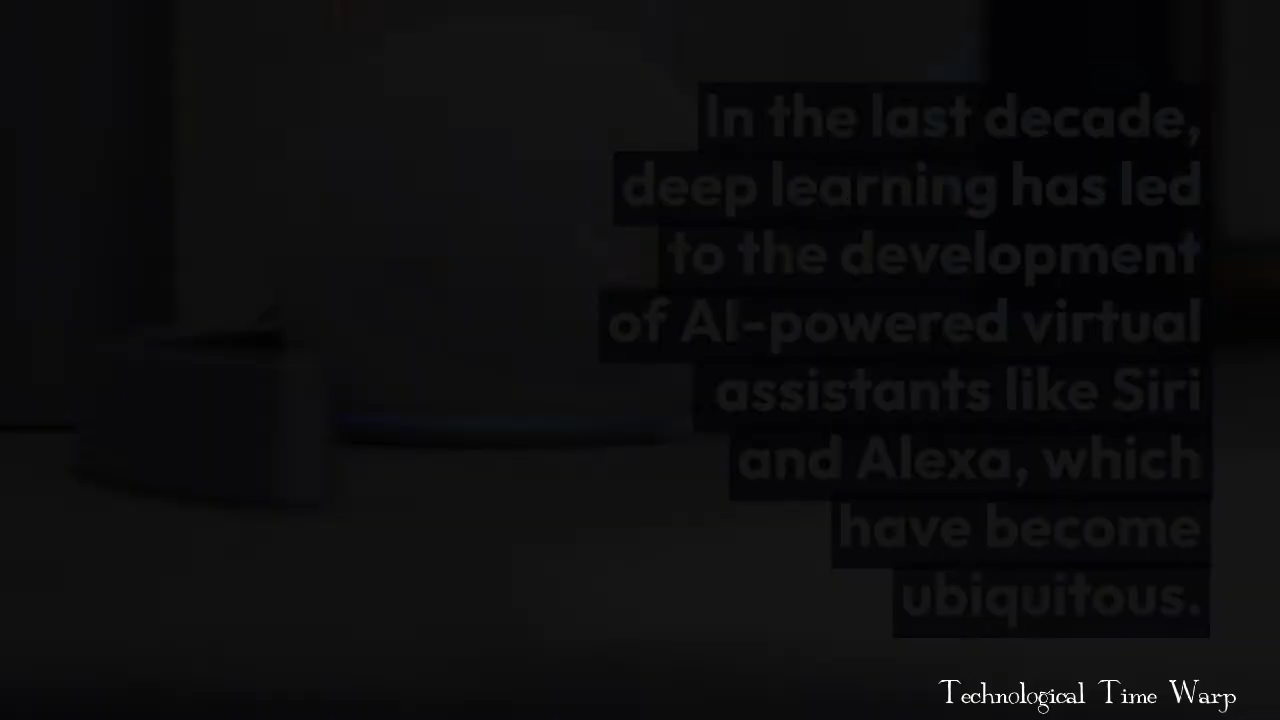 In the last decade,
deep learning has led
to the development
of AI-powered virtual
assistants like Siri
and Alexa, which
have become
ubiquitous.
Technological Time Warp